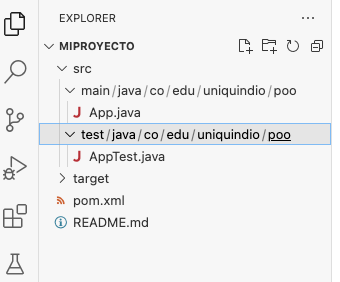 EXPLORER
MIPROYECTO
src
main/java/co/edu/uniquindio/poo
J App.java
test/java/co/edu/uniquindio/poo
J AppTest.java
target
pom.xml
README.md